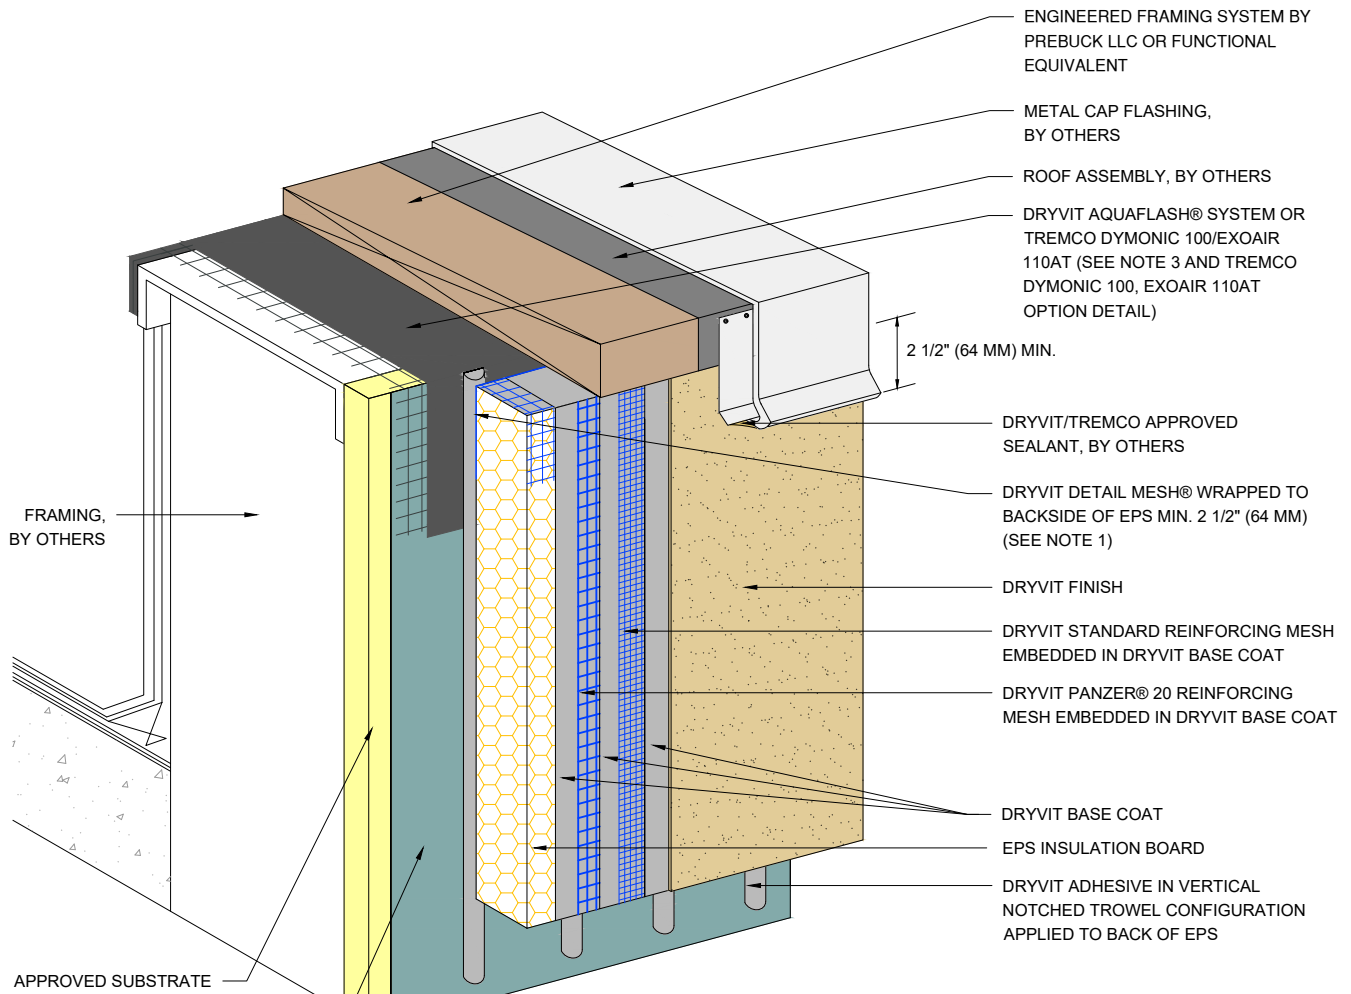 ENGINEERED FRAMING SYSTEM BY
PREBUCK LLC OR FUNCTIONAL
EQUIVALENT
METAL CAP FLASHING,
BY OTHERS
ROOF ASSEMBLY, BY OTHERS
DRYVIT AQUAFLASH® SYSTEM OR
TREMCO DYMONIC 100/EXOAIR
110AT (SEE NOTE 3 AND TREMCO
DYMONIC 100, EXOAIR 110AT
OPTION DETAIL)
2 1/2" (64 MM) MIN.
DRYVIT/TREMCO APPROVED
SEALANT, BY OTHERS
DRYVIT DETAIL MESH® WRAPPED TO
BACKSIDE OF EPS MIN. 2 1/2" (64 MM)
(SEE NOTE 1)
FRAMING,
BY OTHERS
DRYVIT FINISH
DRYVIT STANDARD REINFORCING MESH
EMBEDDED IN DRYVIT BASE COAT
DRYVIT PANZER® 20 REINFORCING
MESH EMBEDDED IN DRYVIT BASE COAT
DRYVIT BASE COAT
EPS INSULATION BOARD
DRYVIT ADHESIVE IN VERTICAL
NOTCHED TROWEL CONFIGURATION
APPLIED TO BACK OF EPS
APPROVED SUBSTRATE